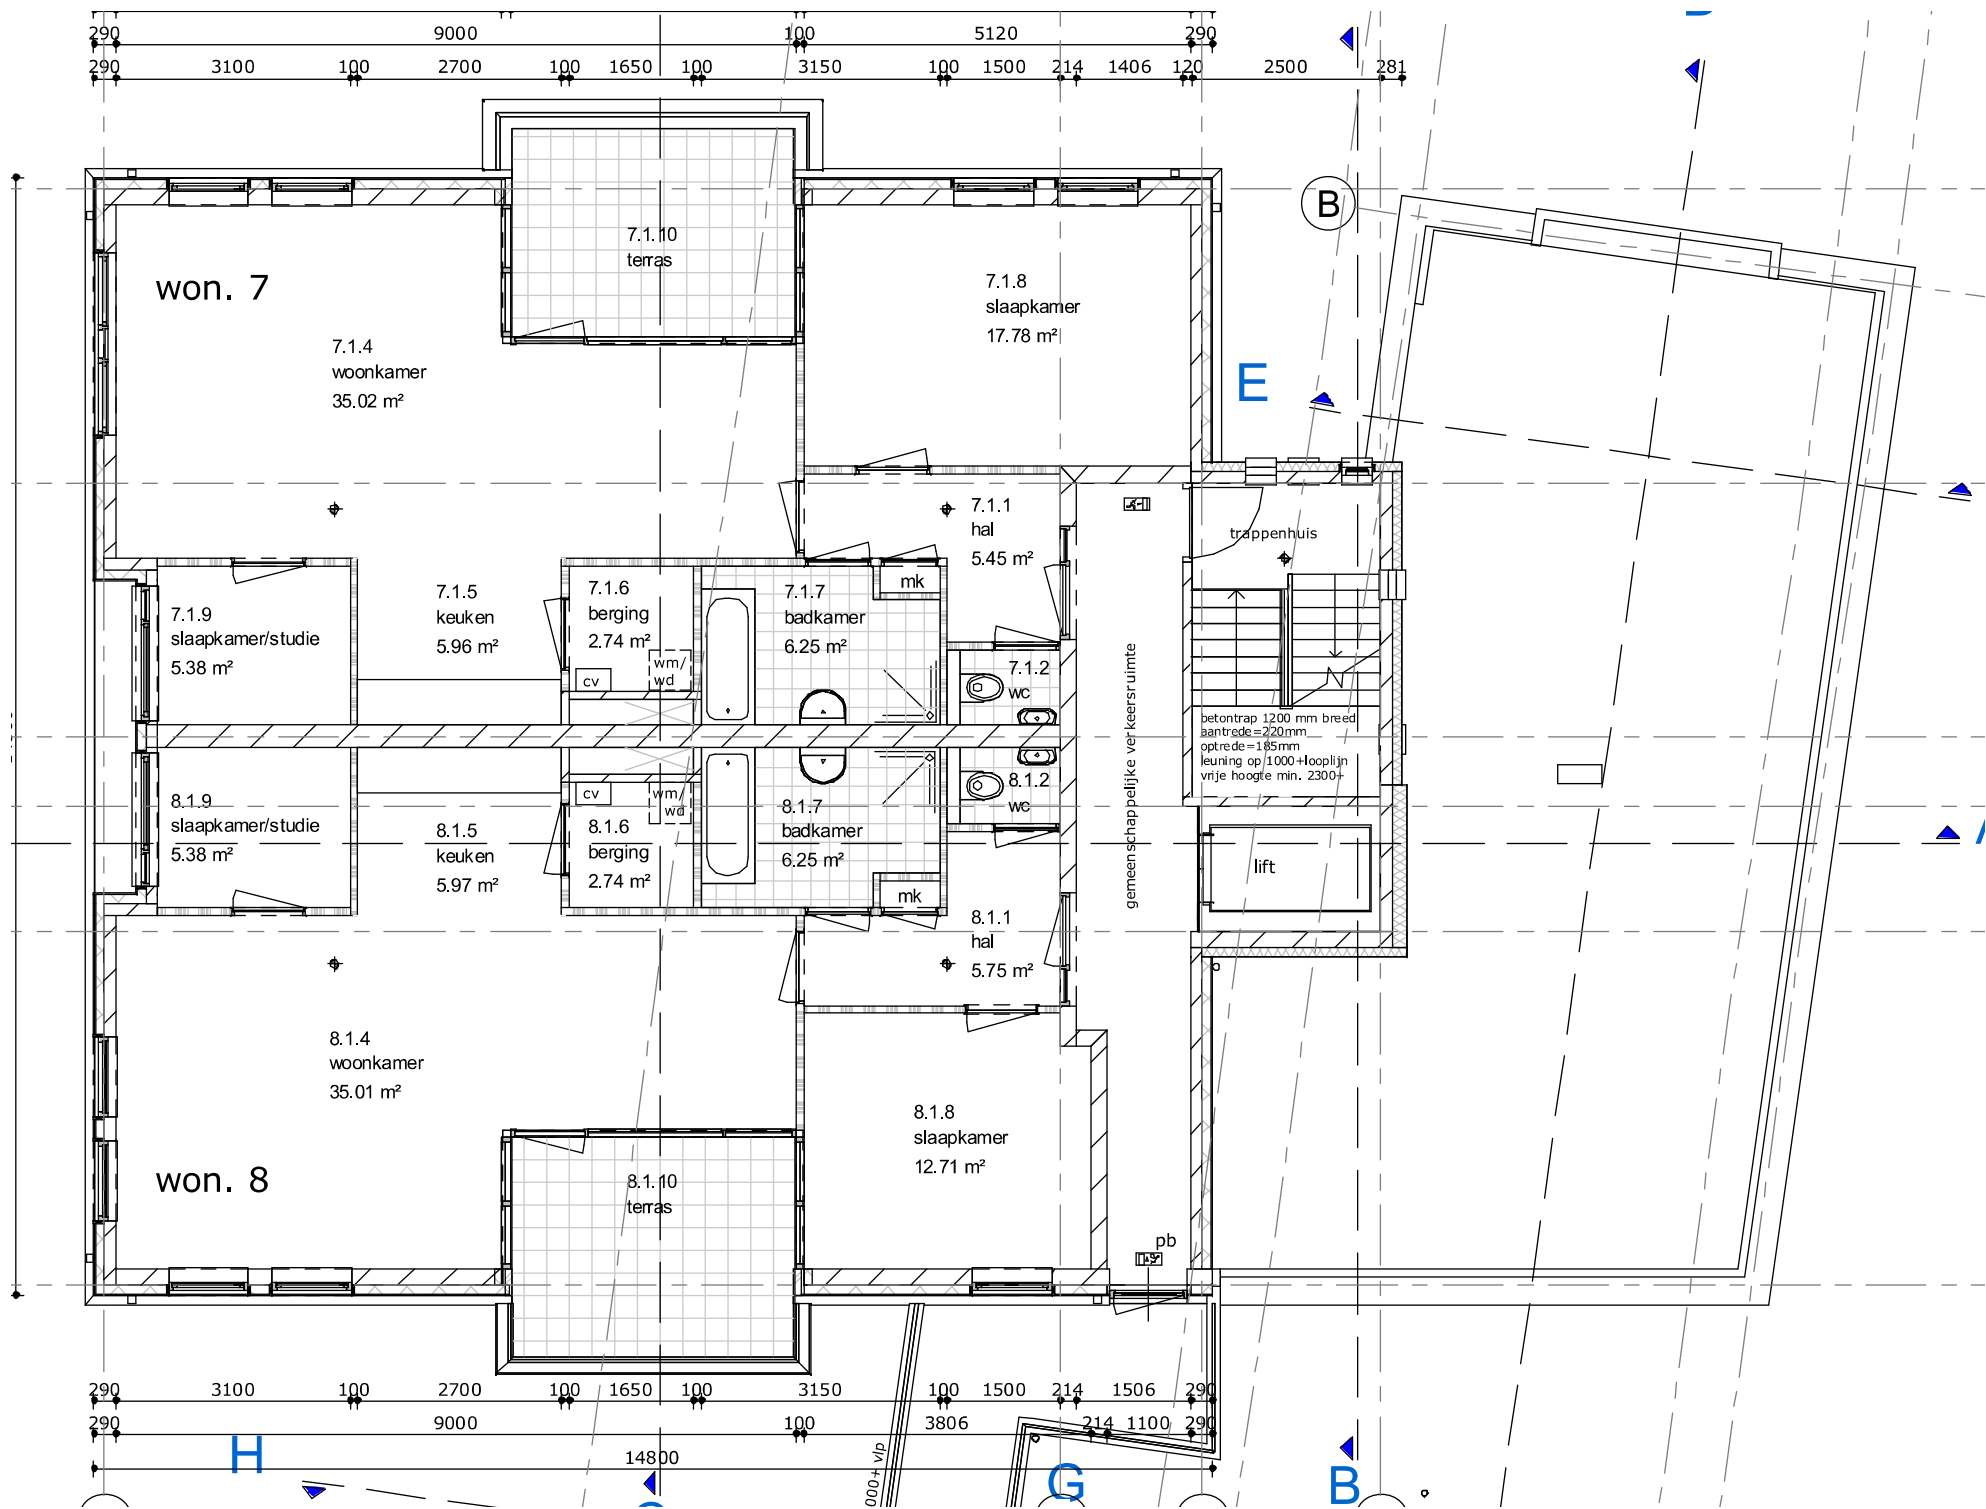 290 9000 100 5120 290
290 3100 100 2700 100 1650 100 3150 100 1500 214 1406 120 2500 281
B
7.1.10
terras
won. 7
7.1.8
slaapkamer
17.78 m²
7.1.4
woonkamer
35.02 m²
E
7.1.1
hal
5.45 m²
trappenhuis
mk
7.1.9
slaapkamer/studie
5.38 m²
7.1.5
keuken
5.96 m²
7.1.6
berging
2.74 m²
cv
wm/
wd
7.1.7
badkamer
6.25 m²
7.1.2
wc
gemeenschappelijke verkeersruimte
betontrap 1200 mm breed
aantrede=220mm
optrede=185mm
leuning op 1000+looplijn
vrije hoogte min. 2300+
8.1.9
slaapkamer/studie
5.38 m²
8.1.5
keuken
5.97 m²
cv
wm/
wd
8.1.6
berging
2.74 m²
8.1.7
badkamer
6.25 m²
8.1.2
wc
mk
lift
8.1.1
hal
5.75 m²
8.1.4
woonkamer
35.01 m²
8.1.8
slaapkamer
12.71 m²
won. 8
8.1.10
terras
pb
290 3100 100 2700 100 1650 100 3150 100 1500 214 1506 290
290 9000 100 3806 214 1100 290
14800
H
G
B
000+ vlp